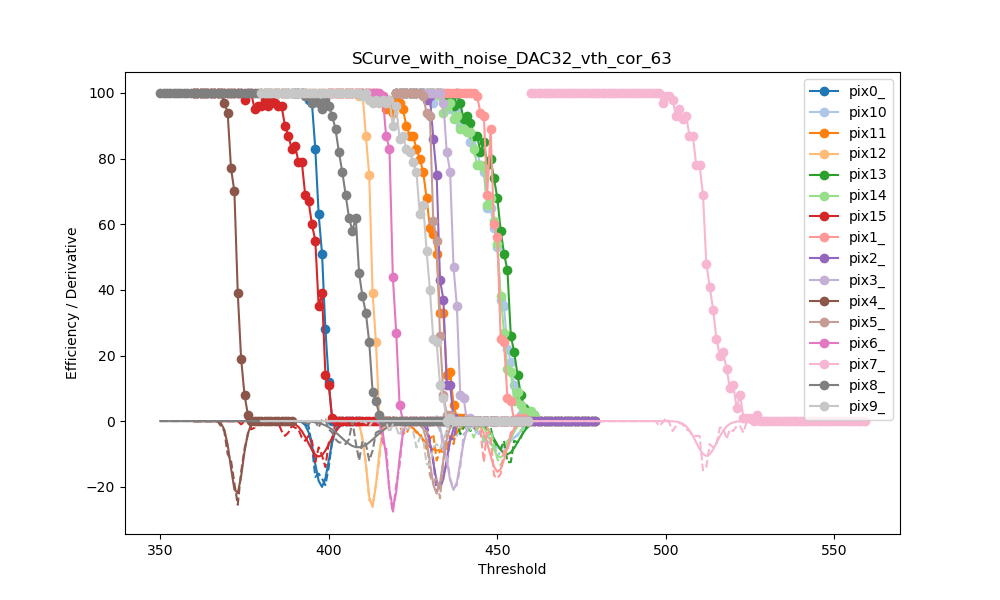 SCurve_with_noise_DAC32_vth_cor_63
Efficiency / Derivative
100
80
60
40
20
0
−20
350
400
450
500
550
Threshold
pix0_
pix10
pix11
pix12
pix13
pix14
pix15
pix1_
pix2_
pix3_
pix4_
pix5_
pix6_
pix7_
pix8_
pix9_